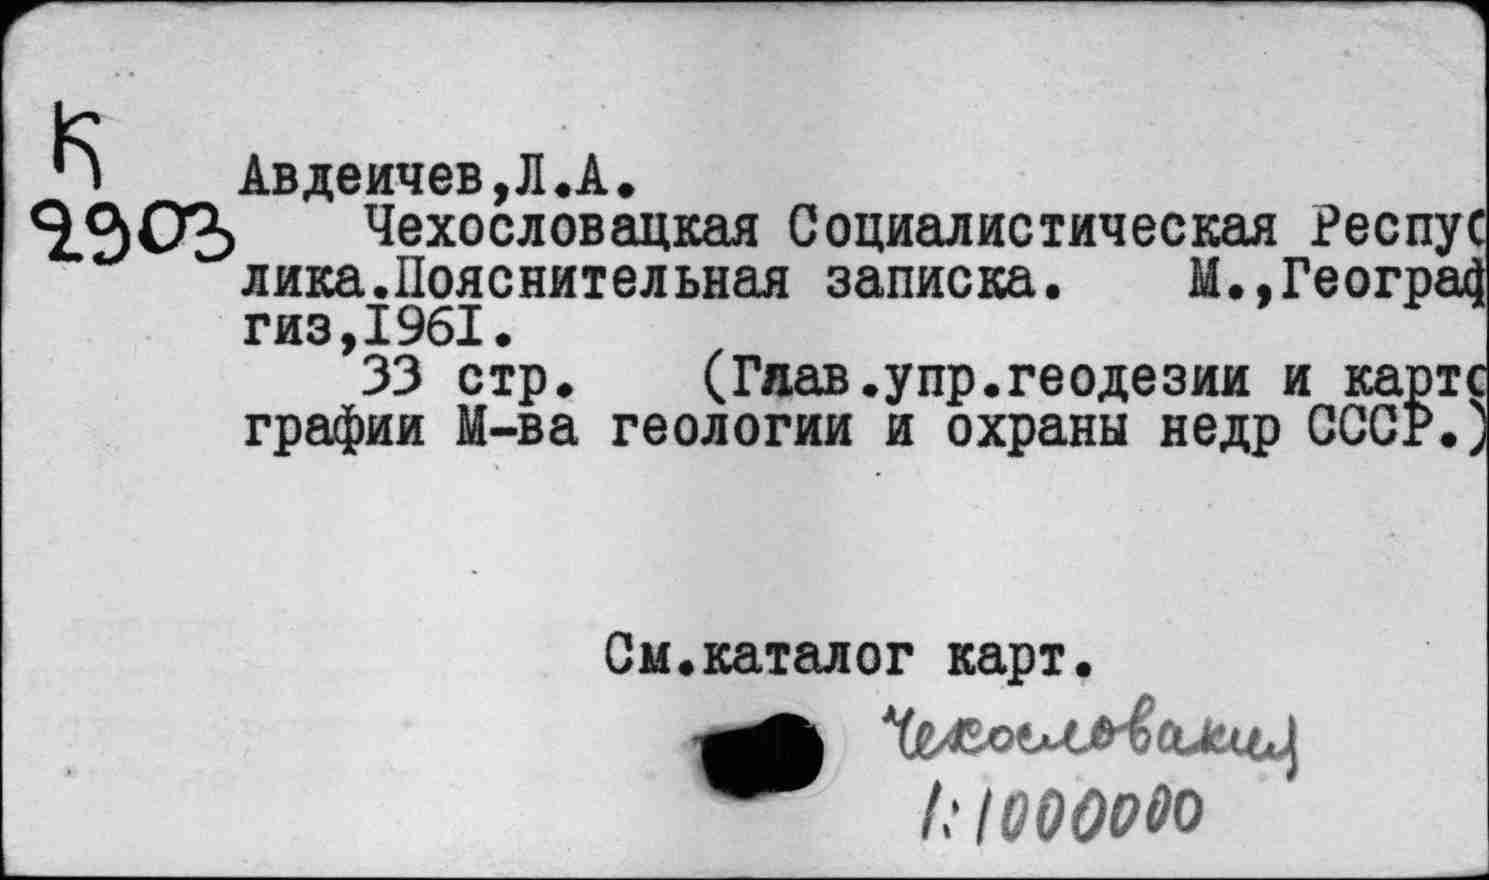 К
2903
Авдеичев,Л.А.
Чехословацкая Социалистическая Респуб
лика.Пояснительная записка. М.,Географ
гиз,1961.
33 стр. (Глав.упр.геодезии и карто
графии М-ва геологии и охраны недр СССР.)
См.каталог карт.
Чехословакия
1:1000000